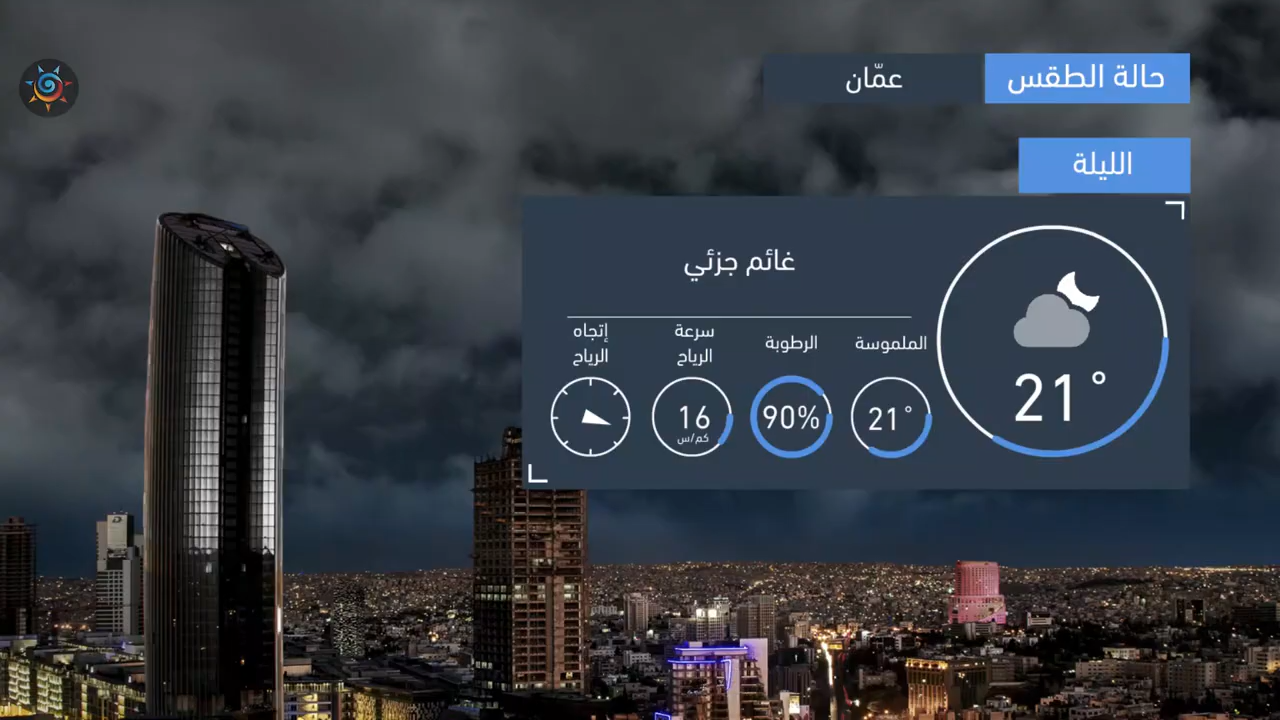 حالة الطقس
عمّان
الليلة
21°
غائم جزئي
الملموسة
21°
الرطوبة
90%
سرعة
الرياح
16
كم/س
إتجاه
الرياح